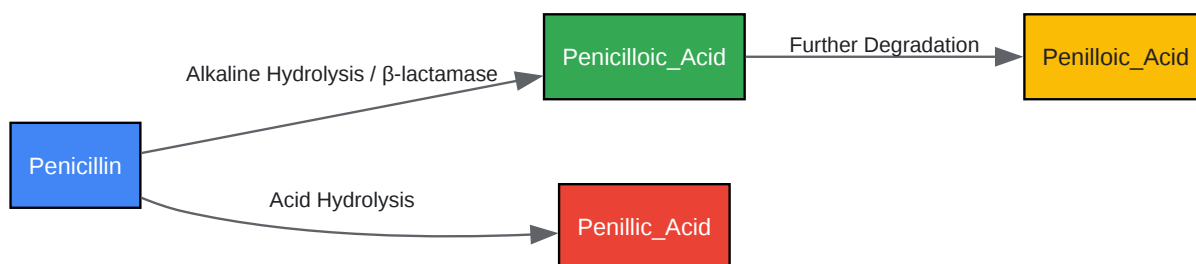 Penicillin
Alkaline Hydrolysis / β-lactamase
Penicilloic_Acid
Further Degradation
Penilloic_Acid
Acid Hydrolysis
Penillic_Acid